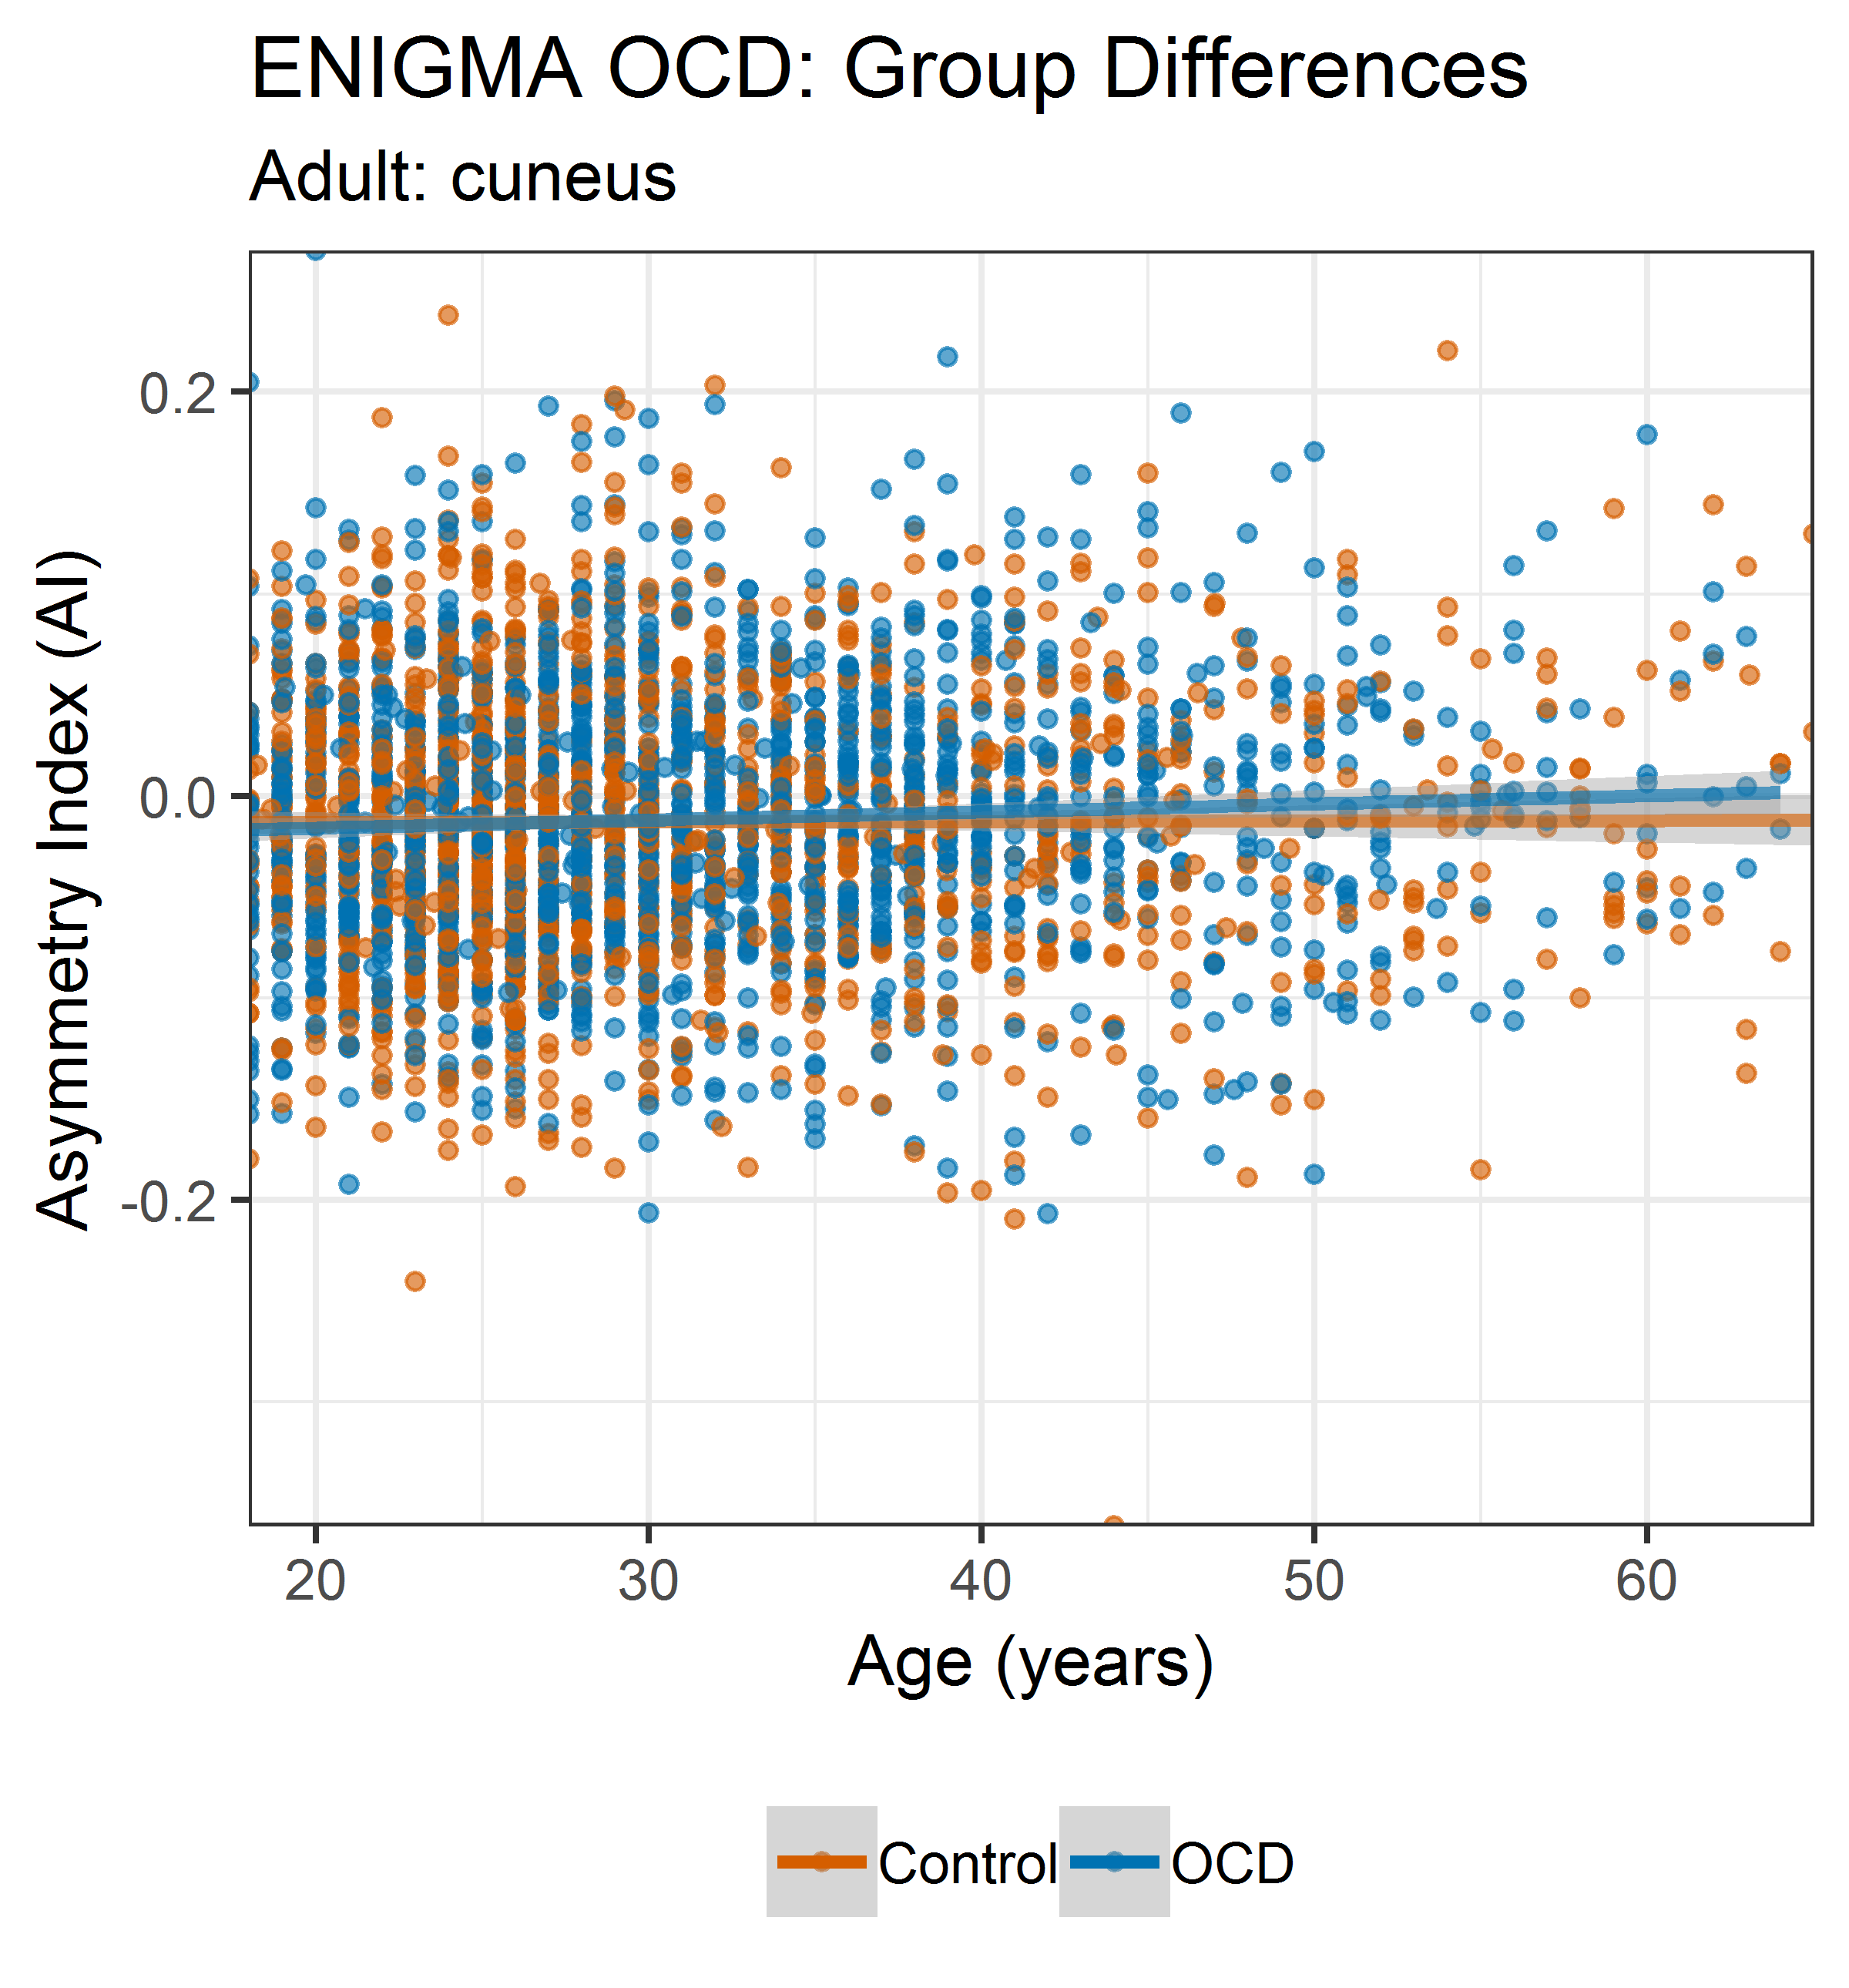 ENIGMA OCD: Group Differences
Adult: cuneus
Asymmetry Index (AI)
0.2
0.0
-0.2
20 30 40 50 60
Age (years)
Control OCD